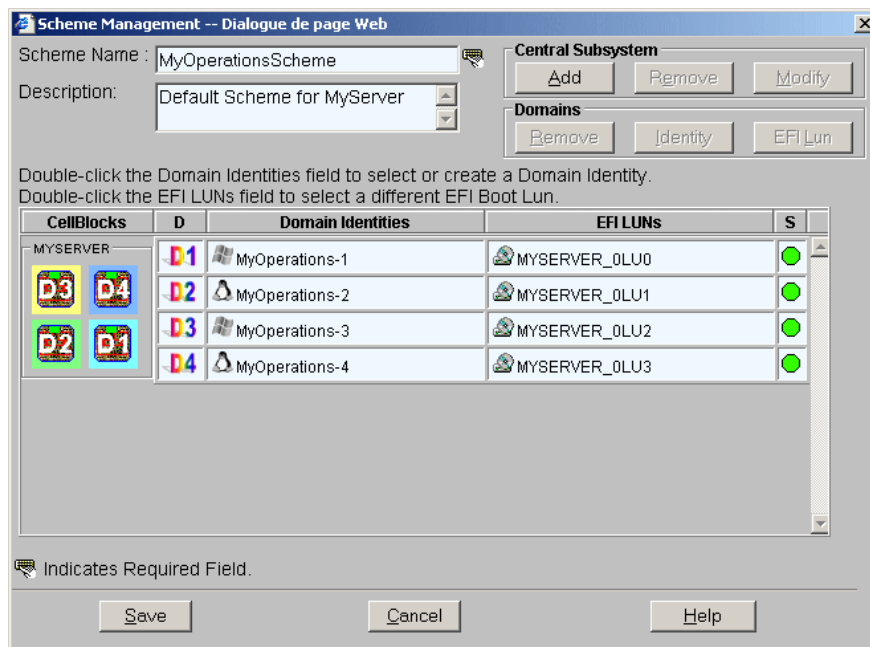 Scheme Management -- Dialogue de page Web
Scheme Name : MyOperationsScheme
Description: Default Scheme for MyServer
Central Subsystem
Add Remove Modify
Domains
Remove Identity EFI Lun
Double-click the Domain Identities field to select or create a Domain Identity.
Double-click the EFI LUNs field to select a different EFI Boot Lun.
CellBlocks D Domain Identities EFI LUNs S
MYSERVER
D3 D4
D2 D1
D1 MyOperations-1 MYSERVER_0LU0
D2 MyOperations-2 MYSERVER_0LU1
D3 MyOperations-3 MYSERVER_0LU2
D4 MyOperations-4 MYSERVER_0LU3
Indicates Required Field.
Save Cancel Help